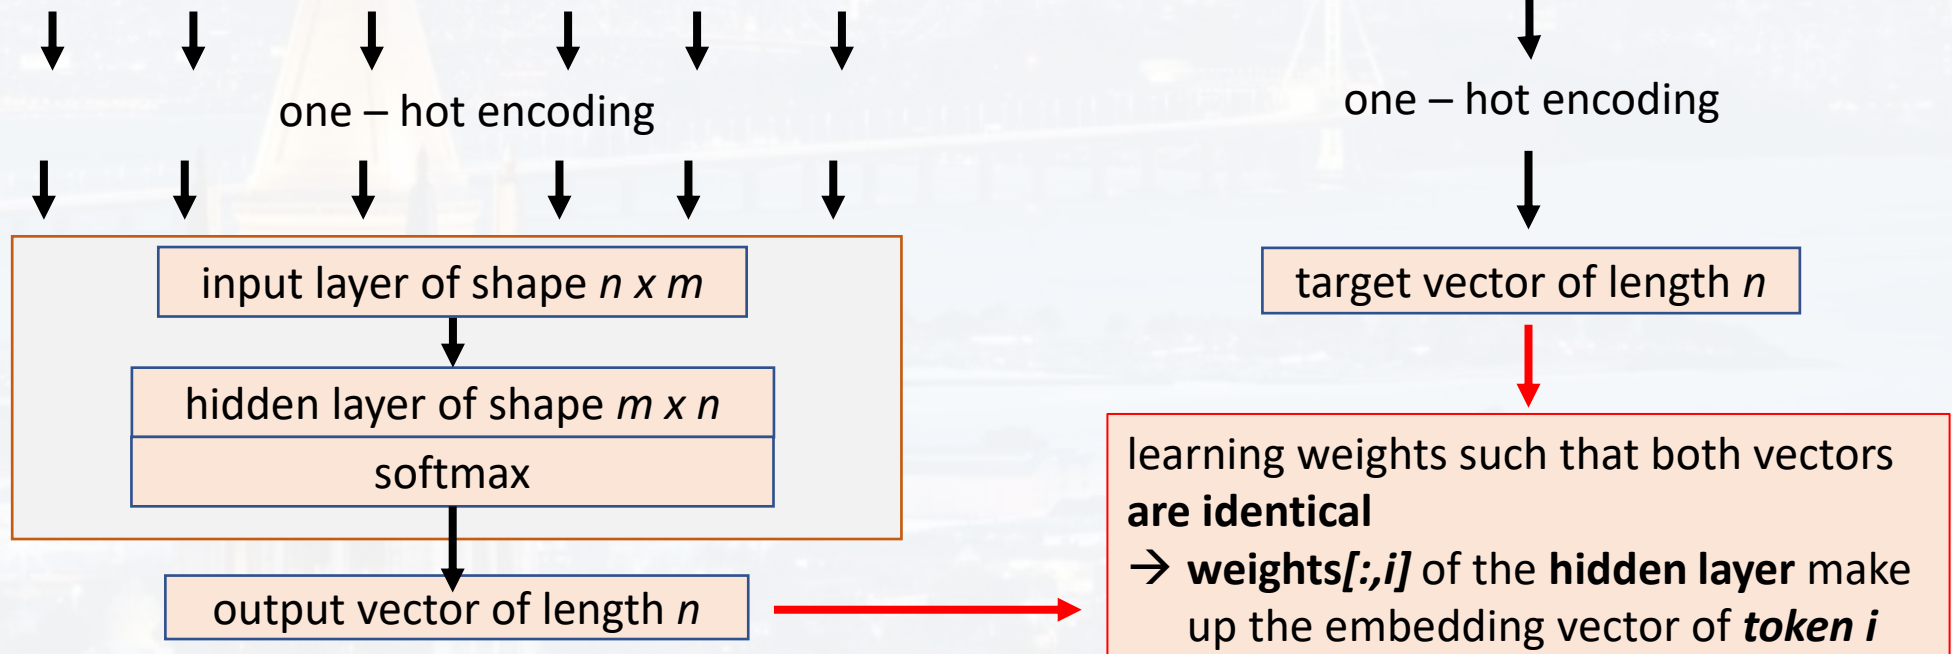 one – hot encoding
one – hot encoding
input layer of shape n x m
target vector of length n
hidden layer of shape m x n
softmax
output vector of length n
learning weights such that both vectors
are identical
→ weights[:,i] of the hidden layer make
up the embedding vector of token i